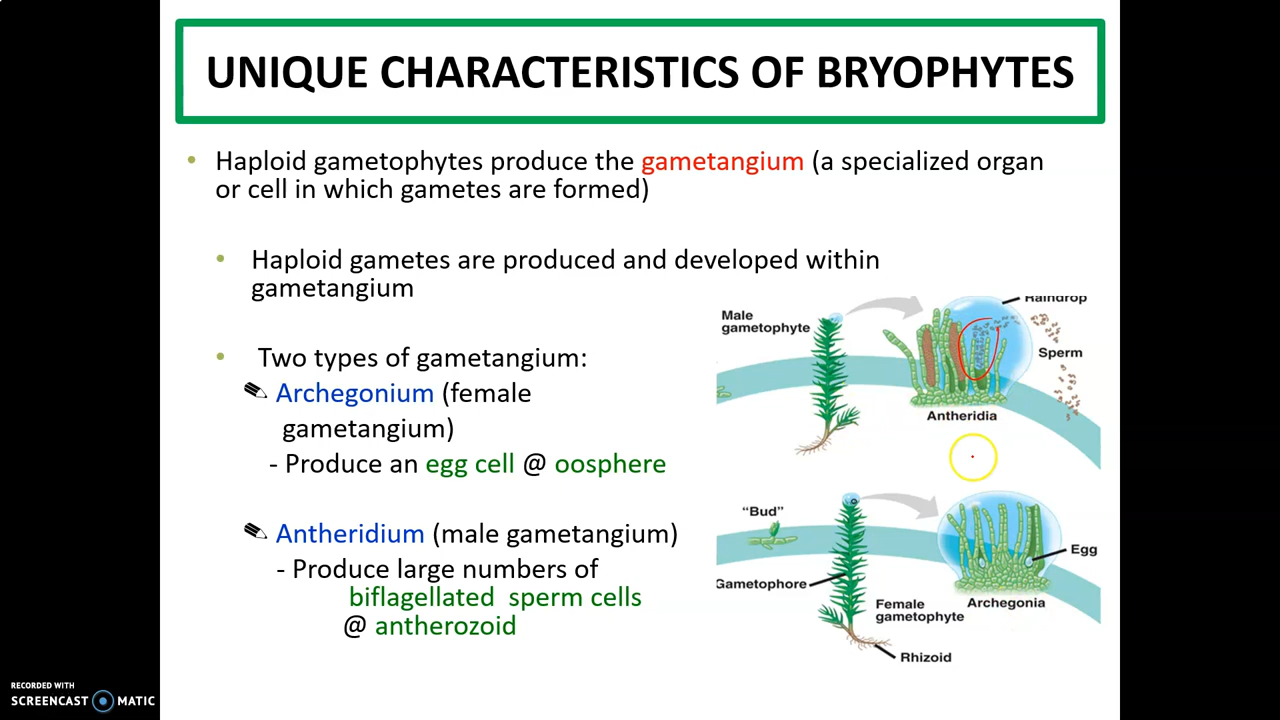 UNIQUE CHARACTERISTICS OF BRYOPHYTES
• Haploid gametophytes produce the gametangium (a specialized organ
or cell in which gametes are formed)
• Haploid gametes are produced and developed within
gametangium
• Two types of gametangium:
✎ Archegonium (female
gametangium)
- Produce an egg cell @ oosphere
✎ Antheridium (male gametangium)
- Produce large numbers of
biflagellated sperm cells
@ antherozoid
Raindrop
Male
gametophyte
Sperm
Antheridia
“Bud”
Egg
Gametophore
Archegonia
Female
gametophyte
Rhizoid
RECORDED WITH
SCREENCAST MATIC